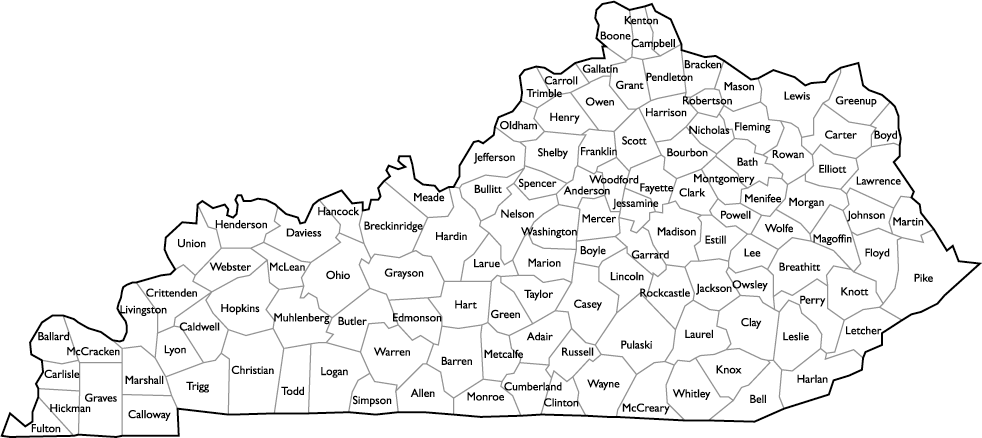 Kenton
Boone
Campbell
Gallatin
Bracken
Carroll
Pendleton
Grant
Mason
Trimble
Owen
Robertson
Lewis
Greenup
Henry
Harrison
Oldham
Nicholas
Fleming
Carter
Boyd
Scott
Shelby
Franklin
Bourbon
Rowan
Jefferson
Bath
Elliott
Montgomery
Lawrence
Woodford
Spencer
Bullitt
Anderson
Fayette
Clark
Meade
Menifee
Morgan
Jessamine
Hancock
Nelson
Mercer
Powell
Johnson
Martin
Henderson
Breckinridge
Daviess
Washington
Madison
Wolfe
Hardin
Estill
Magoffin
Union
Boyle
Garrard
Lee
Floyd
Webster
McLean
Larue
Marion
Breathitt
Ohio
Grayson
Lincoln
Pike
Owsley
Jackson
Crittenden
Taylor
Rockcastle
Knott
Hart
Casey
Perry
Livingston
Hopkins
Green
Muhlenberg
Butler
Edmonson
Clay
Caldwell
Letcher
Ballard
Adair
Laurel
Leslie
McCracken
Lyon
Warren
Metcalfe
Russell
Pulaski
Barren
Carlisle
Marshall
Christian
Logan
Knox
Harlan
Trigg
Cumberland
Wayne
Todd
Allen
Whitley
Graves
Simpson
Monroe
Bell
Clinton
McCreary
Hickman
Calloway
Fulton